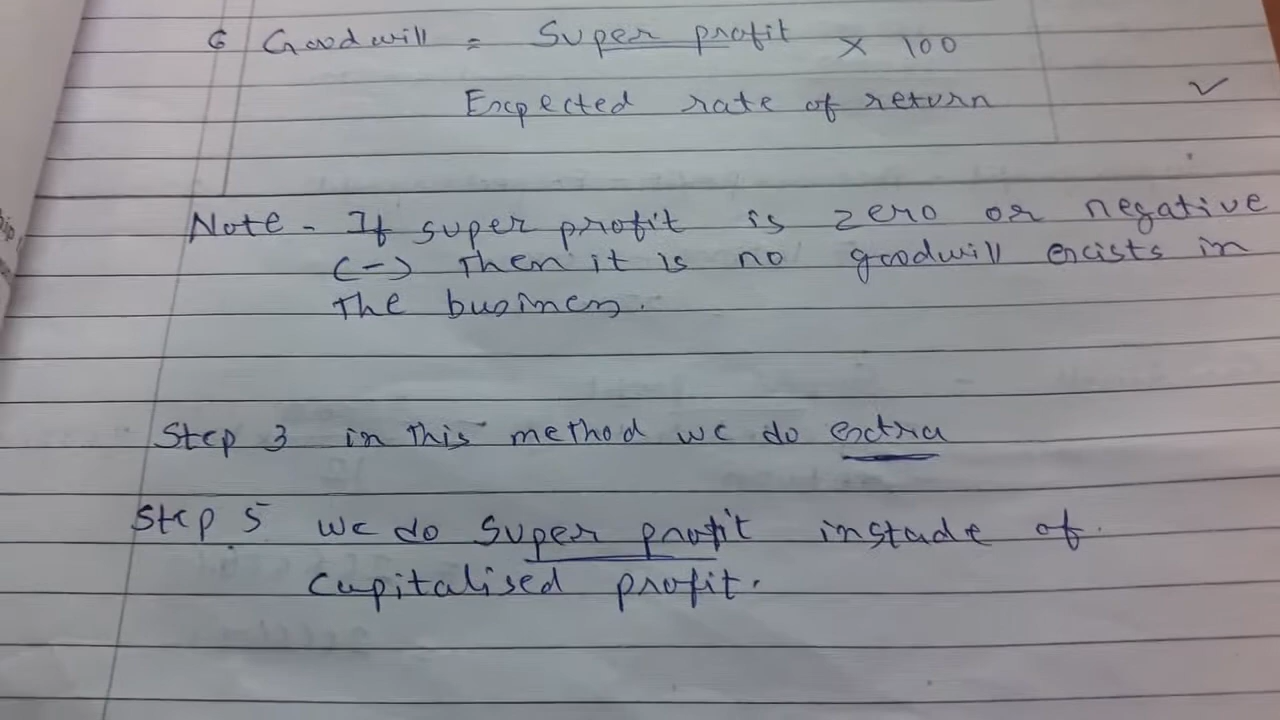 6 Goodwill = Super profit × 100
Expected rate of return
✓
Note - If super profit is zero or negative
(-) Then it is no goodwill exists in
The business.
Step 3 in This method we do extra
Step 5 we do super profit instade of
Capitalised profit.